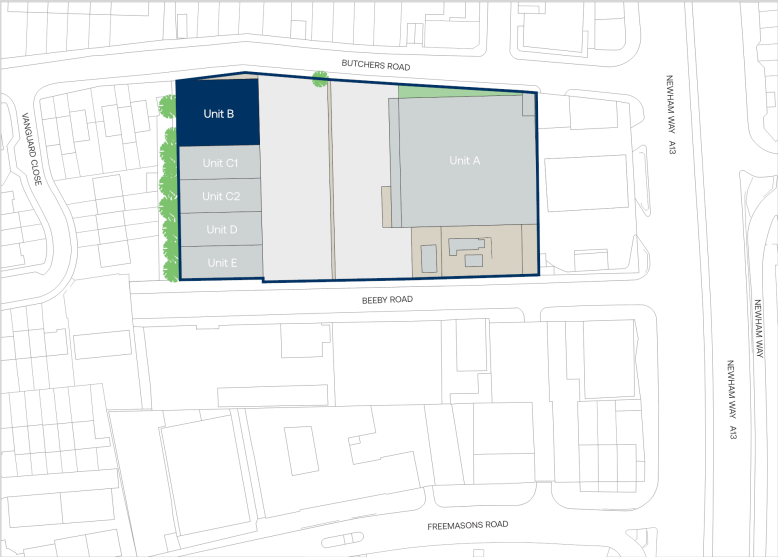 BUTCHERS ROAD
NEWHAM WAY A13
VANGUARD CLOSE
Unit B
Unit C1
Unit A
Unit C2
Unit D
Unit E
BEEBY ROAD
NEWHAM WAY
NEWHAM WAY A13
FREEMASONS ROAD